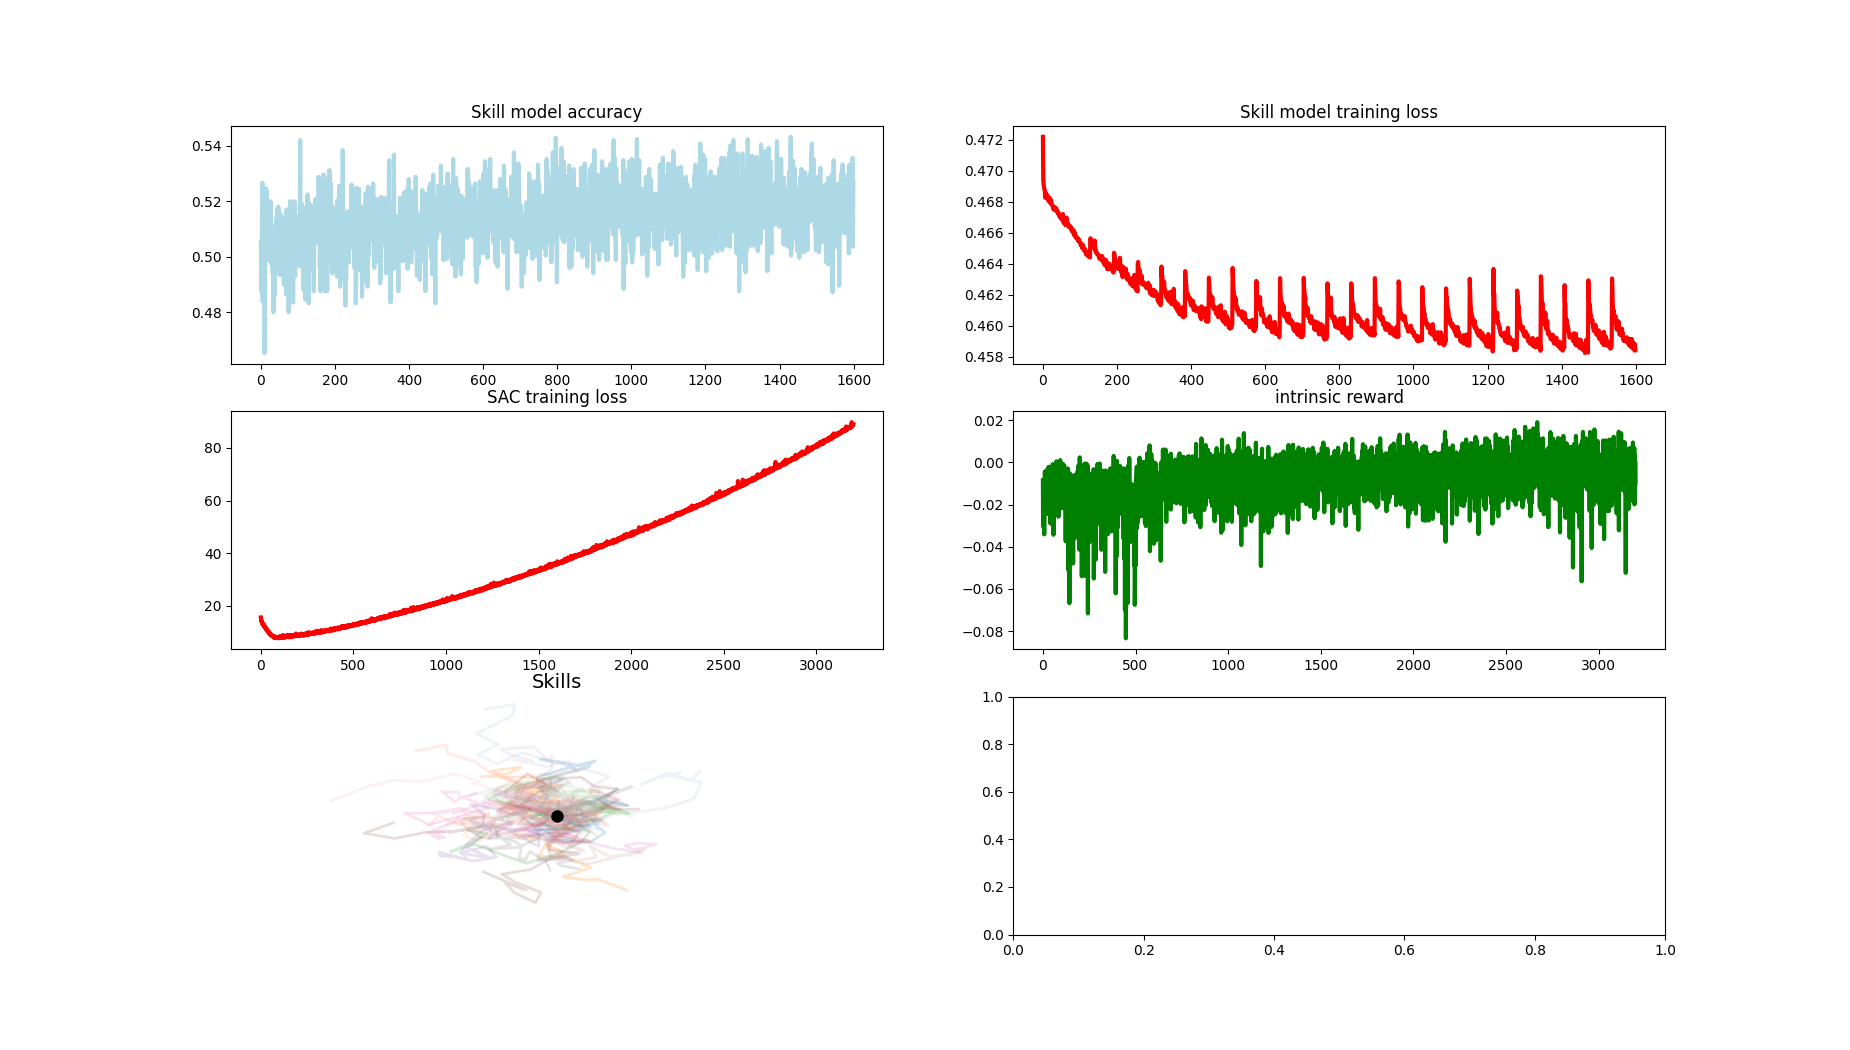 Skill model accuracy
0.54
0.52
0.50
0.48
0 200 400 600 800 1000 1200 1400 1600
Skill model training loss
0.472
0.470
0.468
0.466
0.464
0.462
0.460
0.458
0 200 400 600 800 1000 1200 1400 1600
SAC training loss
80
60
40
20
0 500 1000 1500 2000 2500 3000
intrinsic reward
0.02
0.00
−0.02
−0.04
−0.06
−0.08
0 500 1000 1500 2000 2500 3000
Skills
1.0
0.8
0.6
0.4
0.2
0.0
0.0 0.2 0.4 0.6 0.8 1.0